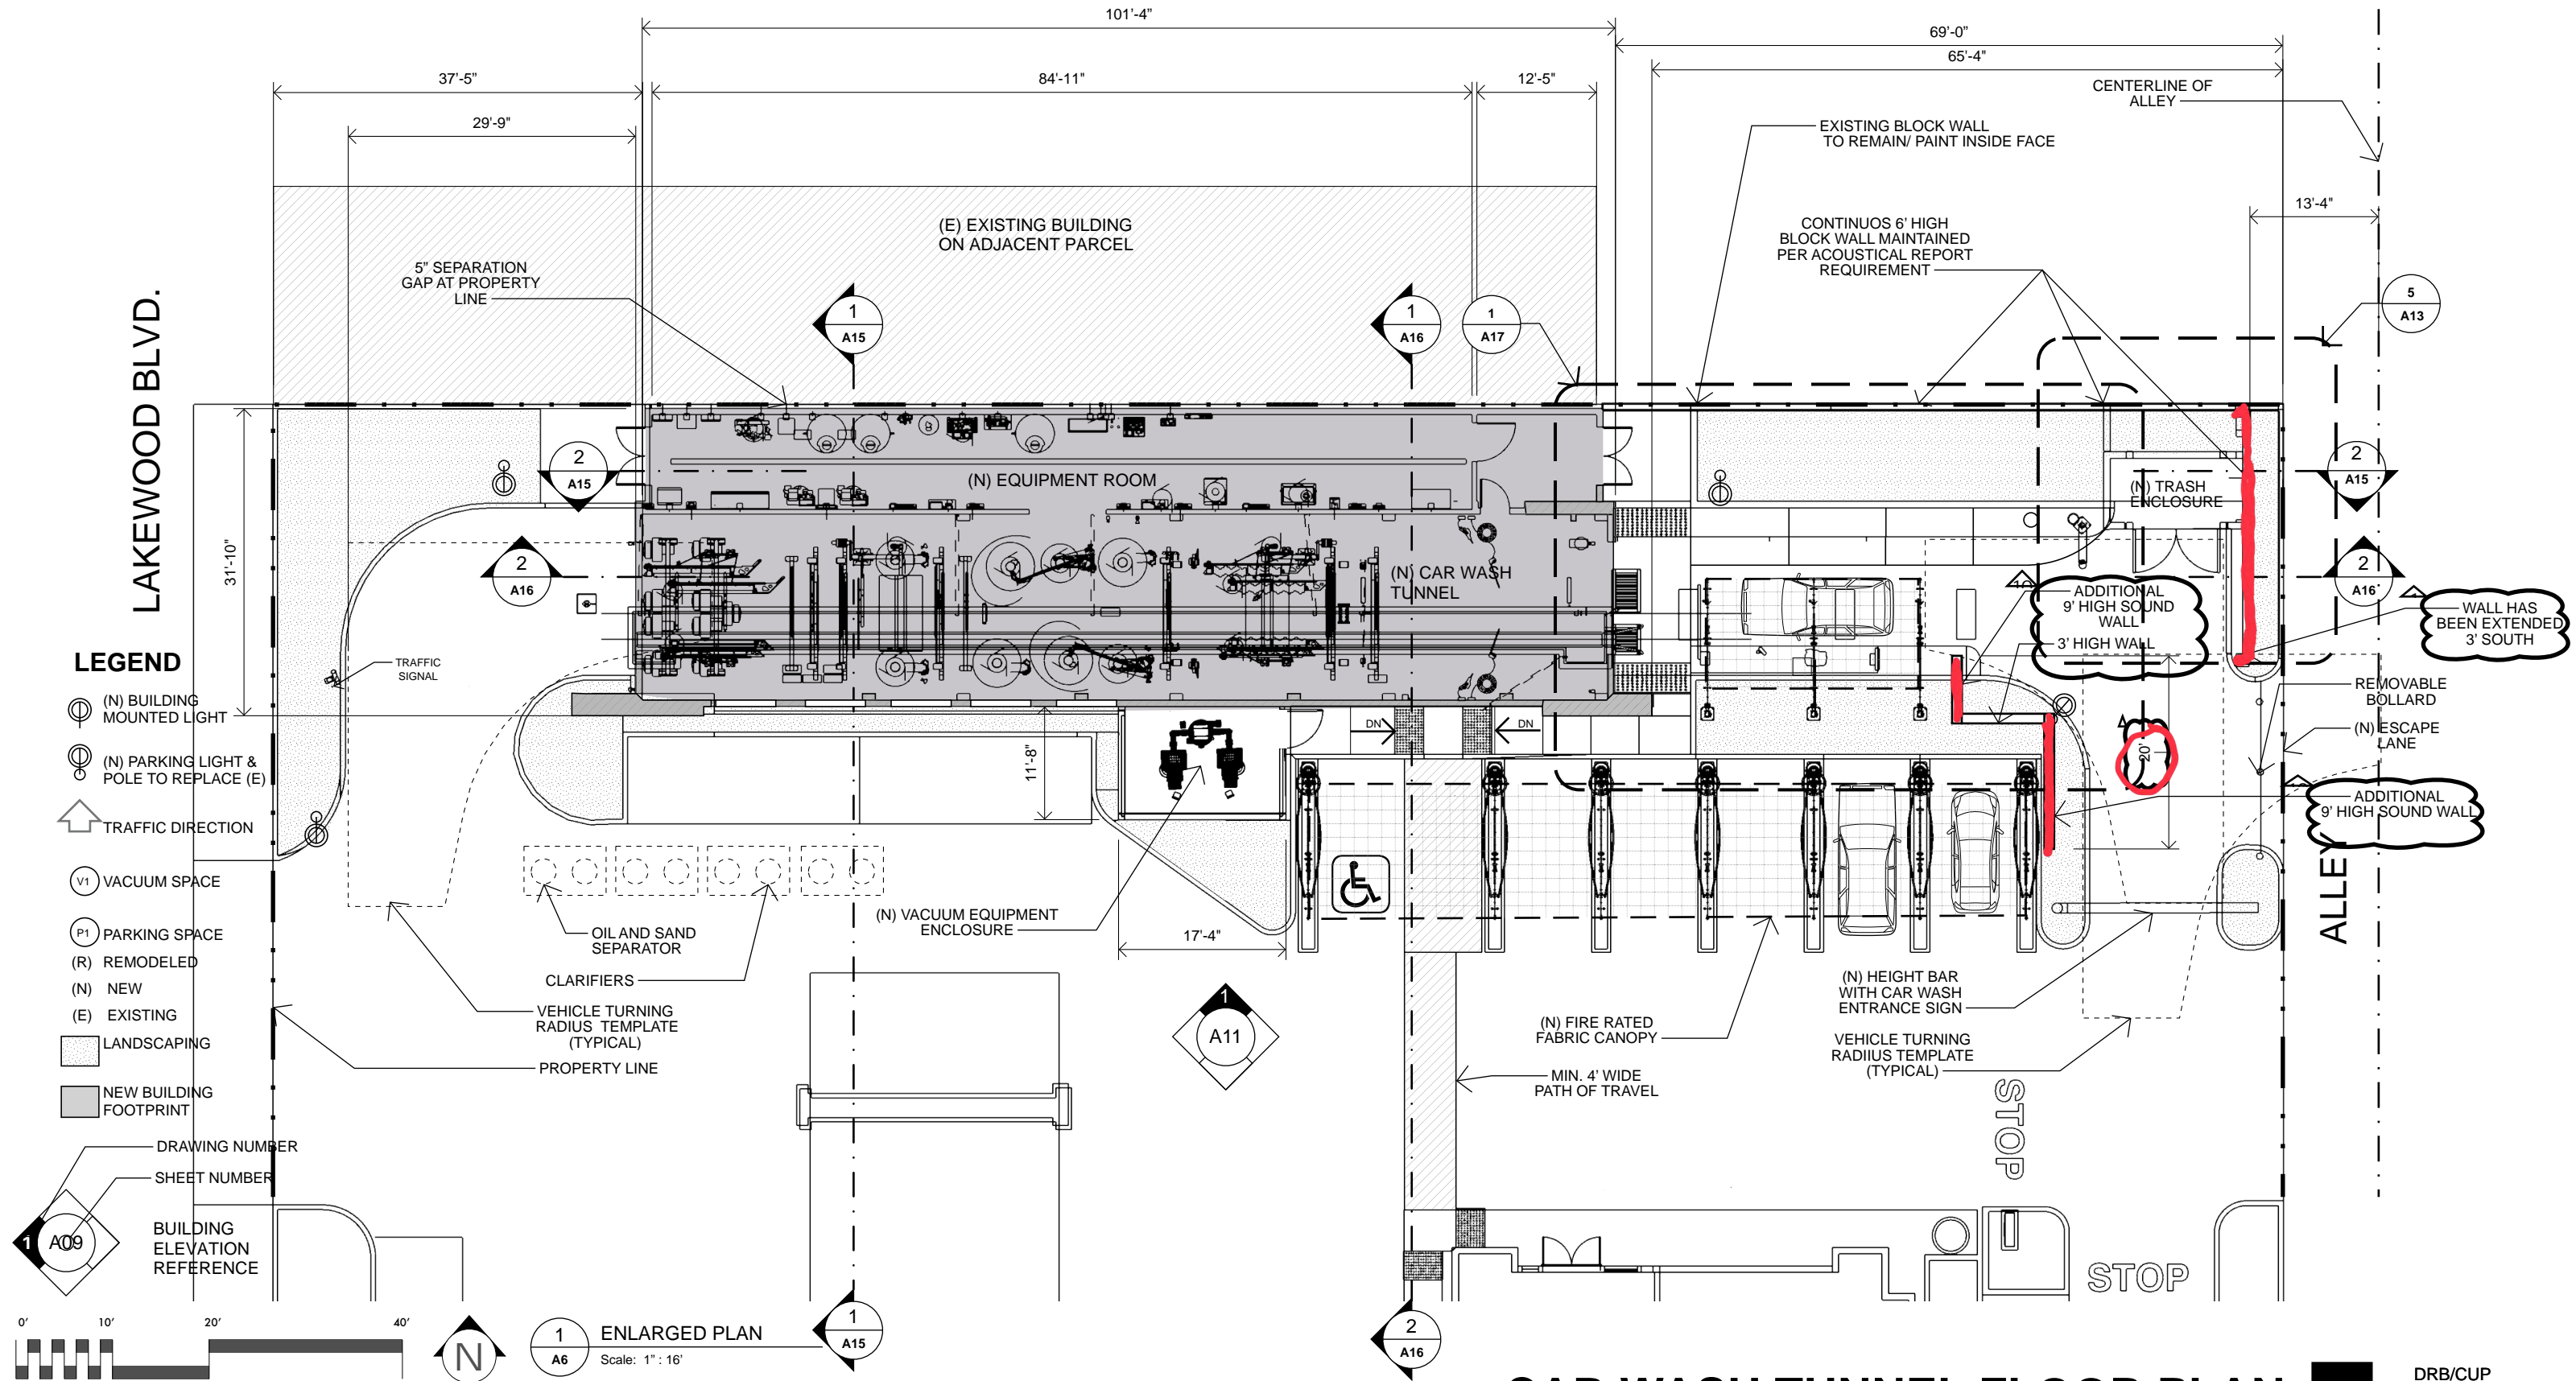 101'-4"
69'-0"
65'-4"
37'-5"
84'-11"
12'-5"
CENTERLINE OF
ALLEY
29'-9"
EXISTING BLOCK WALL
TO REMAIN/ PAINT INSIDE FACE
13'-4"
(E) EXISTING BUILDING
ON ADJACENT PARCEL
CONTINUOS 6' HIGH
BLOCK WALL MAINTAINED
PER ACOUSTICAL REPORT
REQUIREMENT
5" SEPARATION
GAP AT PROPERTY
LINE
LAKEWOOD BLVD.
1
A15
1
A16
1
A17
5
A13
2
A15
(N) EQUIPMENT ROOM
(N) TRASH
ENCLOSURE
2
A15
31'-10"
2
A16
(N) CAR WASH
TUNNEL
2
A16
ADDITIONAL
9' HIGH SOUND
WALL
3' HIGH WALL
WALL HAS
BEEN EXTENDED
3' SOUTH
LEGEND
TRAFFIC
SIGNAL
(N) BUILDING
MOUNTED LIGHT
REMOVABLE
BOLLARD
DN
DN
(N) ESCAPE
LANE
(N) PARKING LIGHT &
POLE TO REPLACE (E)
11'-8"
20'
ADDITIONAL
9' HIGH SOUND WALL
TRAFFIC DIRECTION
V1 VACUUM SPACE
ALLEY
P1 PARKING SPACE
(R) REMODELED
(N) NEW
(E) EXISTING
LANDSCAPING
NEW BUILDING
FOOTPRINT
OIL AND SAND
SEPARATOR
CLARIFIERS
VEHICLE TURNING
RADIUS TEMPLATE
(TYPICAL)
PROPERTY LINE
(N) VACUUM EQUIPMENT
ENCLOSURE
17'-4"
1
A11
(N) FIRE RATED
FABRIC CANOPY
MIN. 4' WIDE
PATH OF TRAVEL
(N) HEIGHT BAR
WITH CAR WASH
ENTRANCE SIGN
VEHICLE TURNING
RADIIUS TEMPLATE
(TYPICAL)
STOP
DRAWING NUMBER
SHEET NUMBER
1 A09
BUILDING
ELEVATION
REFERENCE
STOP
0' 10' 20' 40'
N
1
A6
ENLARGED PLAN
Scale: 1" : 16'
1
A15
2
A16
CAR WASH TUNNEL FLOOR PLAN
DRB/CUP